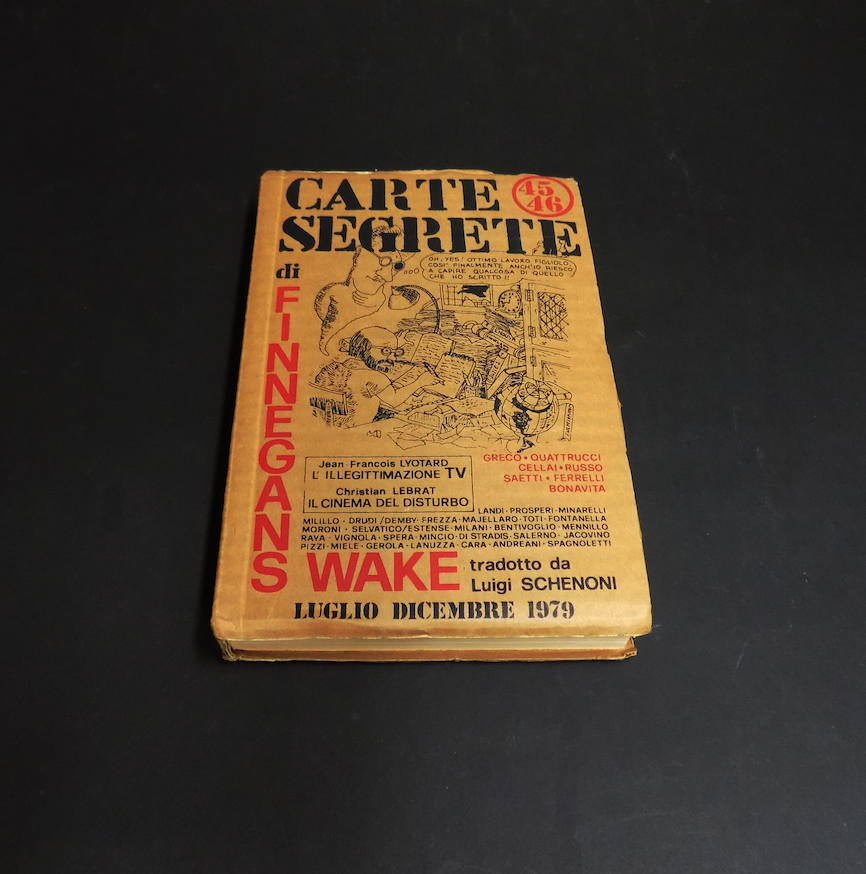 CARTE
SEGRETE
45
46
di
FINNEGANS
OH, YES! OTTIMO LAVORO FIGLIOLO
COSI' FINALMENTE ANCH'IO RIESCO
A CAPIRE QUALCOSA DI QUELLO
CHE HO SCRITTO!!
Jean-Francois LYOTARD
L'ILLEGITTIMAZIONE TV
Christian LEBRAT
IL CINEMA DEL DISTURBO
GRECO • QUATTRUCCI
CELLAI • RUSSO
SAETTI • FERRELLI
BONAVITA
LANDI · PROSPERI · MINARELLI
MILILLO · DRUDI/DEMBY · FREZZA · MAJELLARO · TOTI · FONTANELLA
MORONI · SELVATICO/ESTENSE · MILANI · BENTIVOGLIO · MENNILLO
RAYA · VIGNOLA · SPERA · MINCIO · DI STRADIS · SALERNO · JACOVINO
PIZZI · MIELE · GEROLA · LANUZZA · CARA · ANDREANI · SPAGNOLETTI
WAKE
tradotto da
Luigi SCHENONI
LUGLIO DICEMBRE 1979